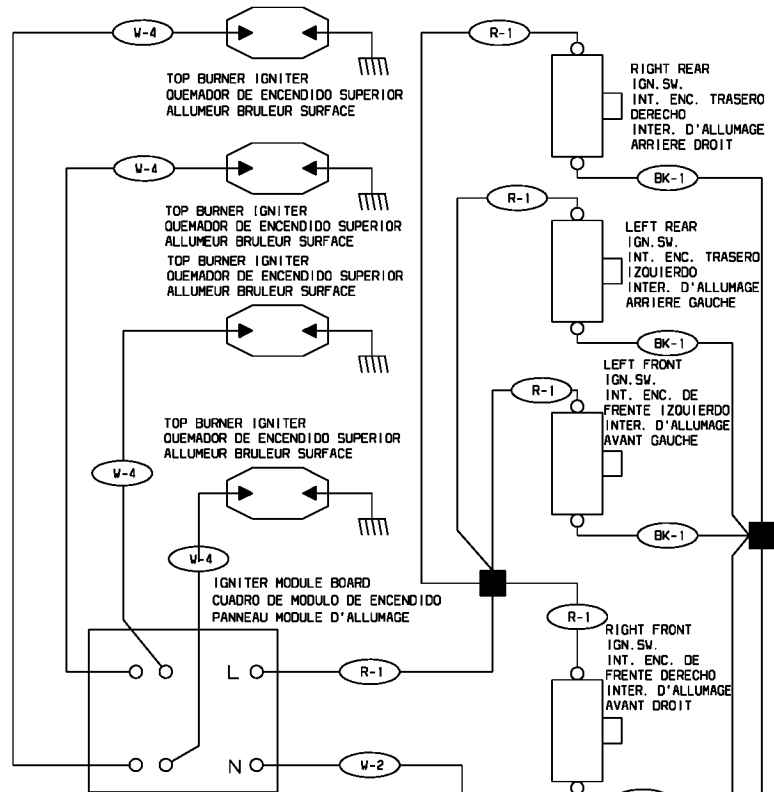 W-4
TOP BURNER IGNITER
QUEMADOR DE ENCENDIDO SUPERIOR
ALLUMEUR BRULEUR SURFACE
R-1
RIGHT REAR
IGN.SW.
INT. ENC. TRASERO
DERECHO
INTER. D'ALLUMAGE
ARRIERE DROIT
BK-1
W-4
TOP BURNER IGNITER
QUEMADOR DE ENCENDIDO SUPERIOR
ALLUMEUR BRULEUR SURFACE
R-1
LEFT REAR
IGN.SW.
INT. ENC. TRASERO
IZQUIERDO
INTER. D'ALLUMAGE
ARRIERE GAUCHE
BK-1
TOP BURNER IGNITER
QUEMADOR DE ENCENDIDO SUPERIOR
ALLUMEUR BRULEUR SURFACE
R-1
LEFT FRONT
IGN.SW.
INT. ENC. DE
FRENTE IZQUIERDO
INTER. D'ALLUMAGE
AVANT GAUCHE
BK-1
TOP BURNER IGNITER
QUEMADOR DE ENCENDIDO SUPERIOR
ALLUMEUR BRULEUR SURFACE
W-4
W-4
IGNITER MODULE BOARD
CUADRO DE MODULO DE ENCENDIDO
PANNEAU MODULE D'ALLUMAGE
R-1
RIGHT FRONT
IGN.SW.
INT. ENC. DE
FRENTE DERECHO
INTER. D'ALLUMAGE
AVANT DROIT
L
R-1
N
W-2